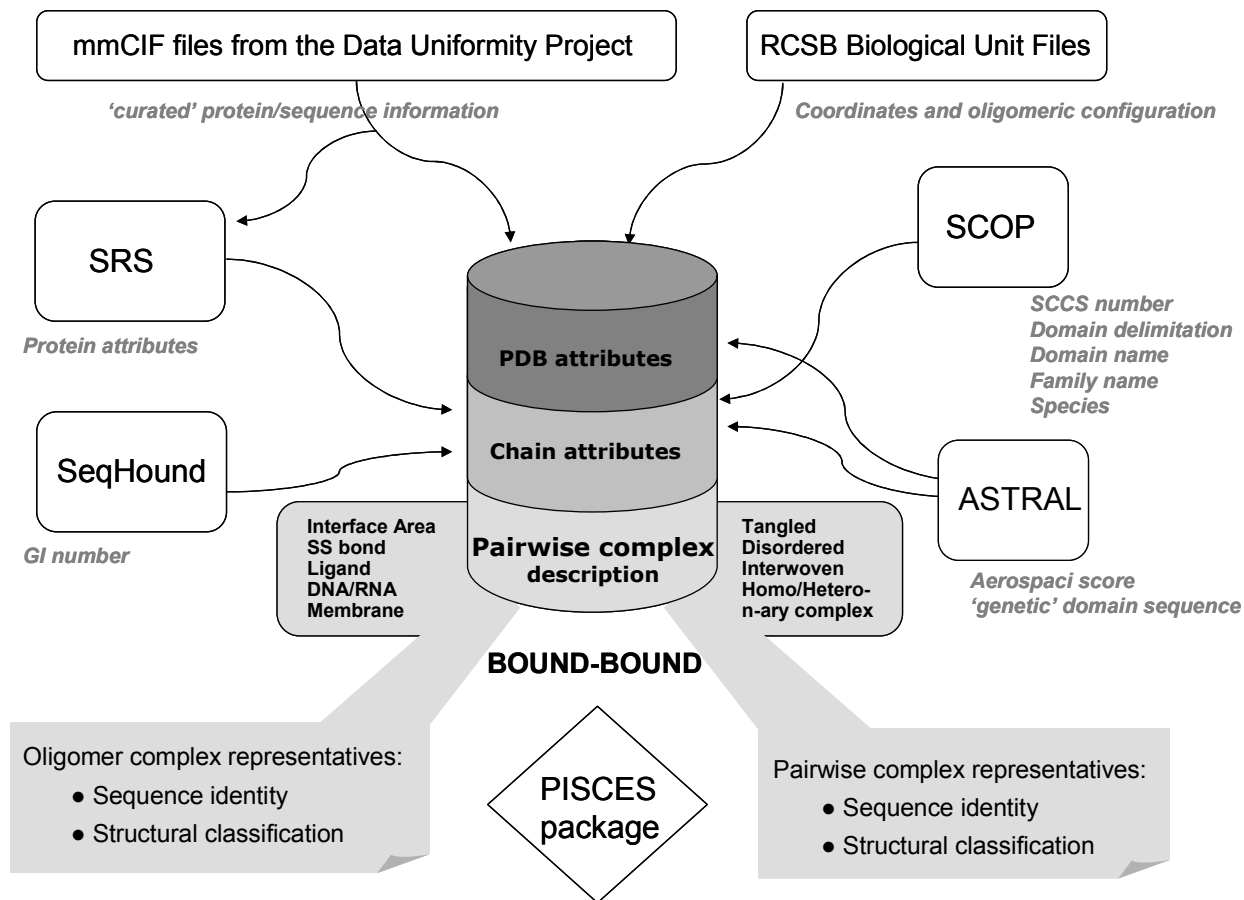 mmCIF files from the Data Uniformity Project
RCSB Biological Unit Files
‘curated’ protein/sequence information
Coordinates and oligomeric configuration
SRS
Protein attributes
SCOP
SCCS number
Domain delimitation
Domain name
Family name
Species
PDB attributes
Chain attributes
Pairwise complex
description
SeqHound
GI number
ASTRAL
Aerospaci score
‘genetic’ domain sequence
Interface Area
SS bond
Ligand
DNA/RNA
Membrane
Tangled
Disordered
Interwoven
Homo/Hetero-
n-ary complex
BOUND-BOUND
Oligomer complex representatives:
● Sequence identity
● Structural classification
PISCES
package
Pairwise complex representatives:
● Sequence identity
● Structural classification